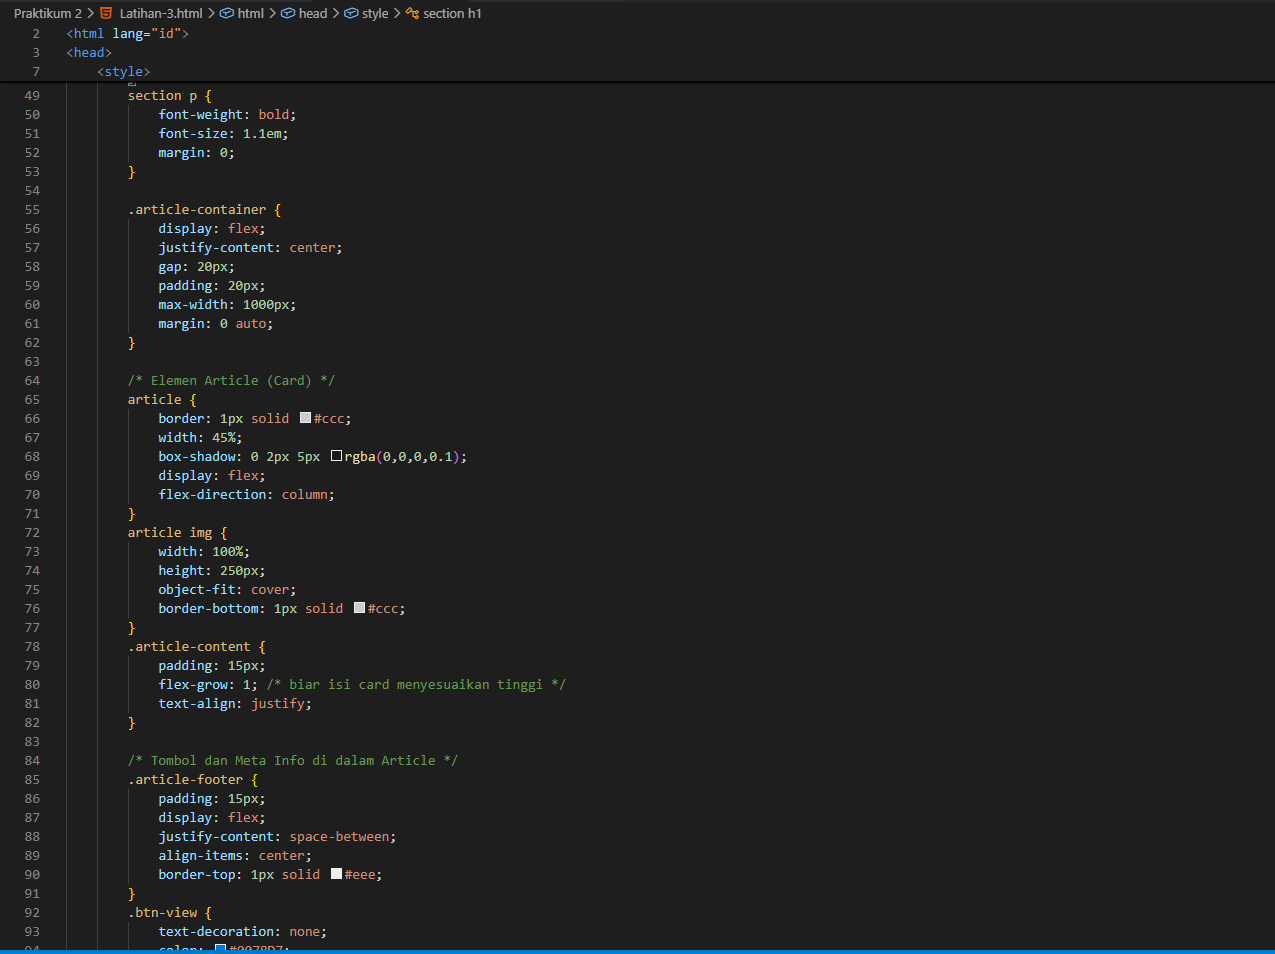 Praktikum 2 > Latihan-3.html > html > head > style > section h1
2 <html lang="id">
3 <head>
7 <style>
49 section p {
50 font-weight: bold;
51 font-size: 1.1em;
52 margin: 0;
53 }
54
55 .article-container {
56 display: flex;
57 justify-content: center;
58 gap: 20px;
59 padding: 20px;
60 max-width: 1000px;
61 margin: 0 auto;
62 }
63
64 /* Elemen Article (Card) */
65 article {
66 border: 1px solid #ccc;
67 width: 45%;
68 box-shadow: 0 2px 5px rgba(0,0,0,0.1);
69 display: flex;
70 flex-direction: column;
71 }
72 article img {
73 width: 100%;
74 height: 250px;
75 object-fit: cover;
76 border-bottom: 1px solid #ccc;
77 }
78 .article-content {
79 padding: 15px;
80 flex-grow: 1; /* biar isi card menyesuaikan tinggi */
81 text-align: justify;
82 }
83
84 /* Tombol dan Meta Info di dalam Article */
85 .article-footer {
86 padding: 15px;
87 display: flex;
88 justify-content: space-between;
89 align-items: center;
90 border-top: 1px solid #eee;
91 }
92 .btn-view {
93 text-decoration: none;
94 color: #0078D7;